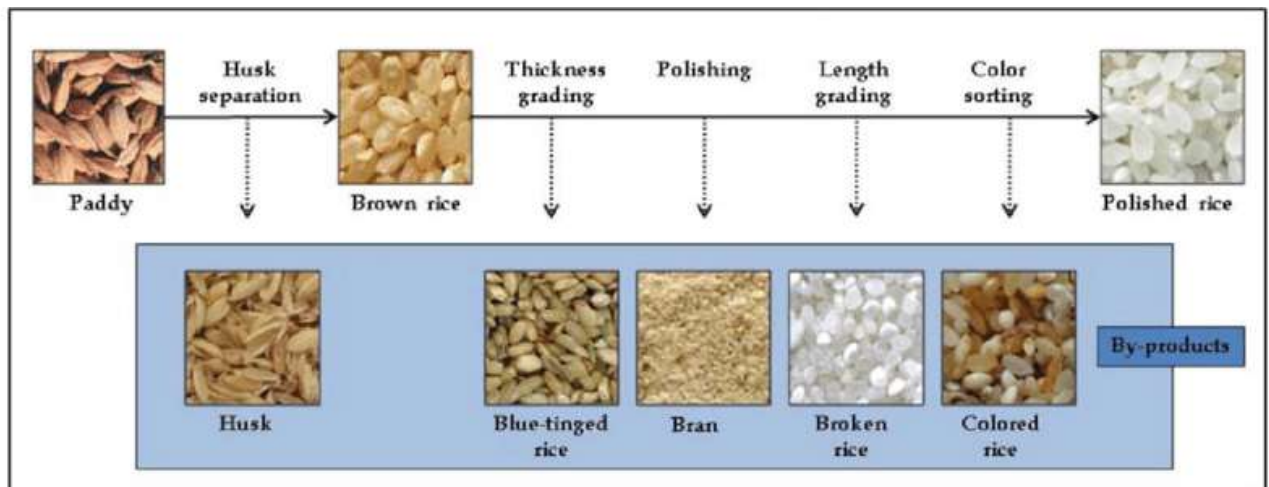 Husk
separation
Thickness
grading
Polishing
Length
grading
Color
sorting
Paddy
Brown rice
Polished rice
By-products
Husk
Blue-tinged
rice
Bran
Broken
rice
Colored
rice